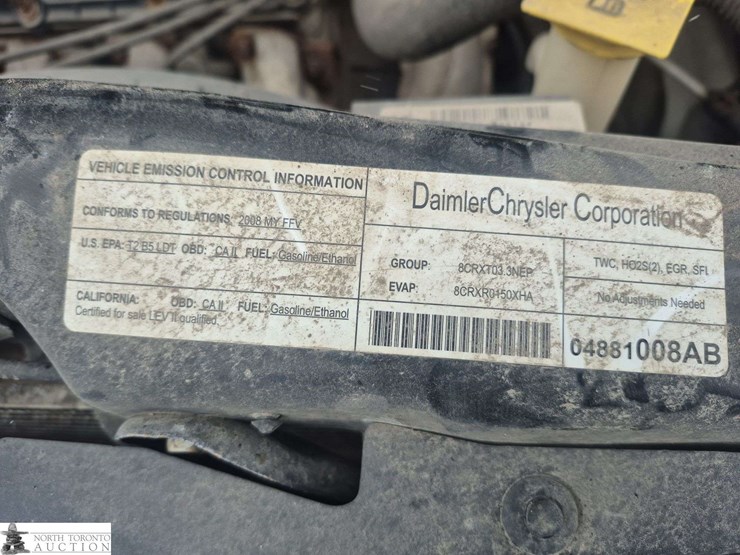 VEHICLE EMISSION CONTROL INFORMATION
CONFORMS TO REGULATIONS: 2008 MY FFV
U.S. EPA: T2 B5 LDT OBD: CA II FUEL: Gasoline/Ethanol
CALIFORNIA: OBD: CA II FUEL: Gasoline/Ethanol
Certified for sale LEV II qualified.
DaimlerChrysler Corporation
GROUP: 8CRXT03.3NEP
EVAP: 8CRXR0150XHA
TWC, HO2S(2), EGR, SFI
No Adjustments Needed
04881008AB
NORTH TORONTO
AUCTION